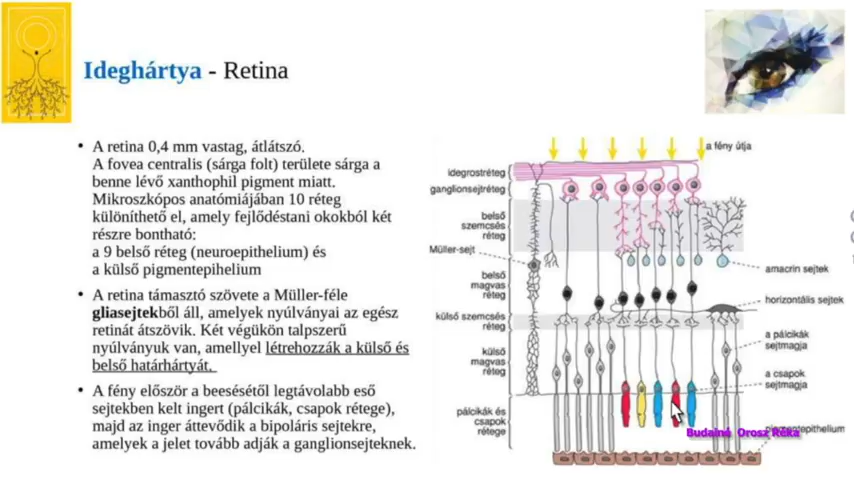 Ideghártya - Retina
• A retina 0,4 mm vastag, átlátszó.
A fovea centralis (sárga folt) területe sárga a
benne lévő xanthophil pigment miatt.
Mikroszkópos anatómiájában 10 réteg
különíthető el, amely fejlődéstani okokból két
részre bontható:
a 9 belső réteg (neuroepithelium) és
a külső pigmentepihelium
• A retina támasztó szövete a Müller-féle
gliasejtekből áll, amelyek nyúlványai az egész
retinát átszövik. Két végükön talpszerű
nyúlványuk van, amellyel létrehozzák a külső és
belső határhártyát.
• A fény először a beesésétől legtávolabb eső
sejtekben kelt ingert (pálcikák, csapok rétege),
majd az inger áttevődik a bipoláris sejtekre,
amelyek a jelet tovább adják a ganglionsejteknek.
a fény útja
idegrostréteg
ganglionsejtréteg
belső
szemcsés
réteg
Müller-sejt
belső
magvas
réteg
külső szemcsés
réteg
külső
magvas
réteg
pálcikák és
csapok
rétege
amacrin sejtek
horizontális sejtek
a pálcikák
sejtmagja
a csapok
sejtmagja
Budainé Orosz Réka